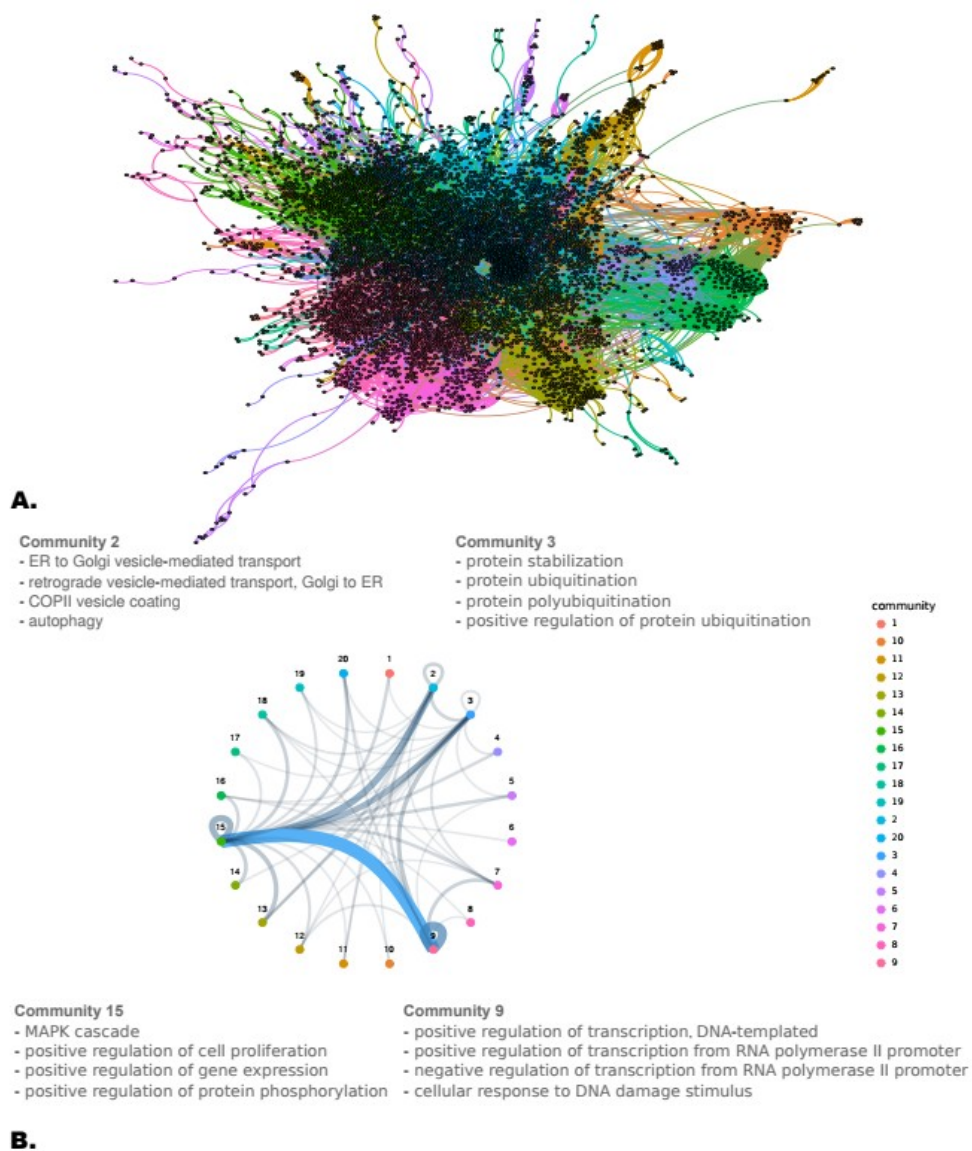 A.
Community 2
- ER to Golgi vesicle-mediated transport
- retrograde vesicle-mediated transport, Golgi to ER
- COPII vesicle coating
- autophagy
Community 3
- protein stabilization
- protein ubiquitination
- protein polyubiquitination
- positive regulation of protein ubiquitination
community
1
10
11
12
13
14
15
16
17
18
19
2
20
3
4
5
6
7
8
9
20
1
19
2
18
3
17
4
16
5
15
6
14
7
13
8
12
11
10
9
Community 15
- MAPK cascade
- positive regulation of cell proliferation
- positive regulation of gene expression
- positive regulation of protein phosphorylation
Community 9
- positive regulation of transcription, DNA-templated
- positive regulation of transcription from RNA polymerase II promoter
- negative regulation of transcription from RNA polymerase II promoter
- cellular response to DNA damage stimulus
B.